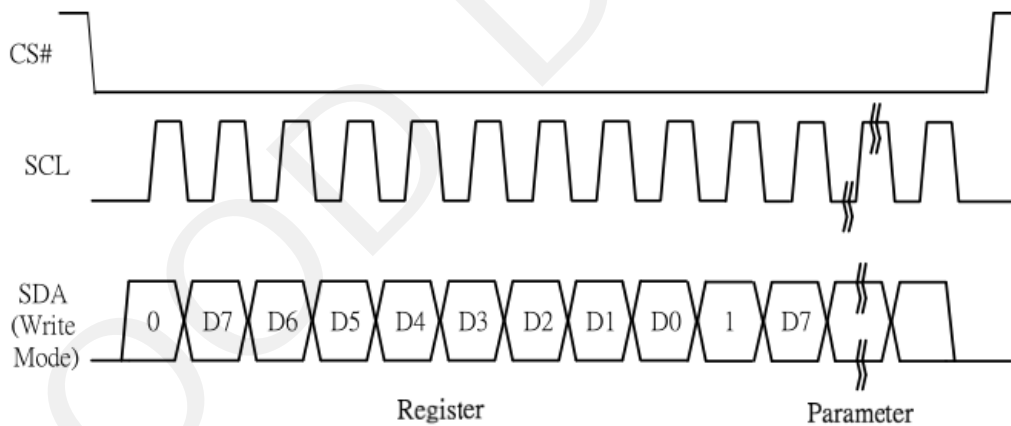 CS#
SCL
SDA
(Write
Mode)
0 D7 D6 D5 D4 D3 D2 D1 D0 1 D7
Register Parameter